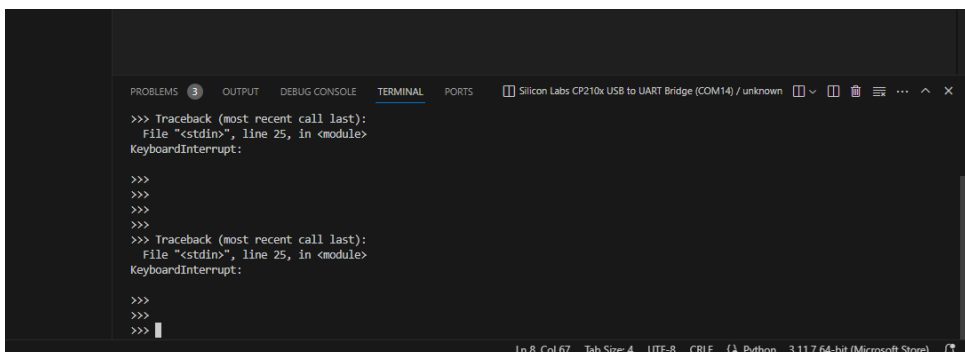 PROBLEMS 3 OUTPUT DEBUG CONSOLE TERMINAL PORTS Silicon Labs CP210x USB to UART Bridge (COM14) / unknown
>>> Traceback (most recent call last):
  File "<stdin>", line 25, in <module>
KeyboardInterrupt:
>>>
>>>
>>>
>>>
>>> Traceback (most recent call last):
  File "<stdin>", line 25, in <module>
KeyboardInterrupt:
>>>
>>>
>>>
Ln 8, Col 67 Tab Size: 4 UTF-8 CRLF Python 3.11.7 64-bit (Microsoft Store)